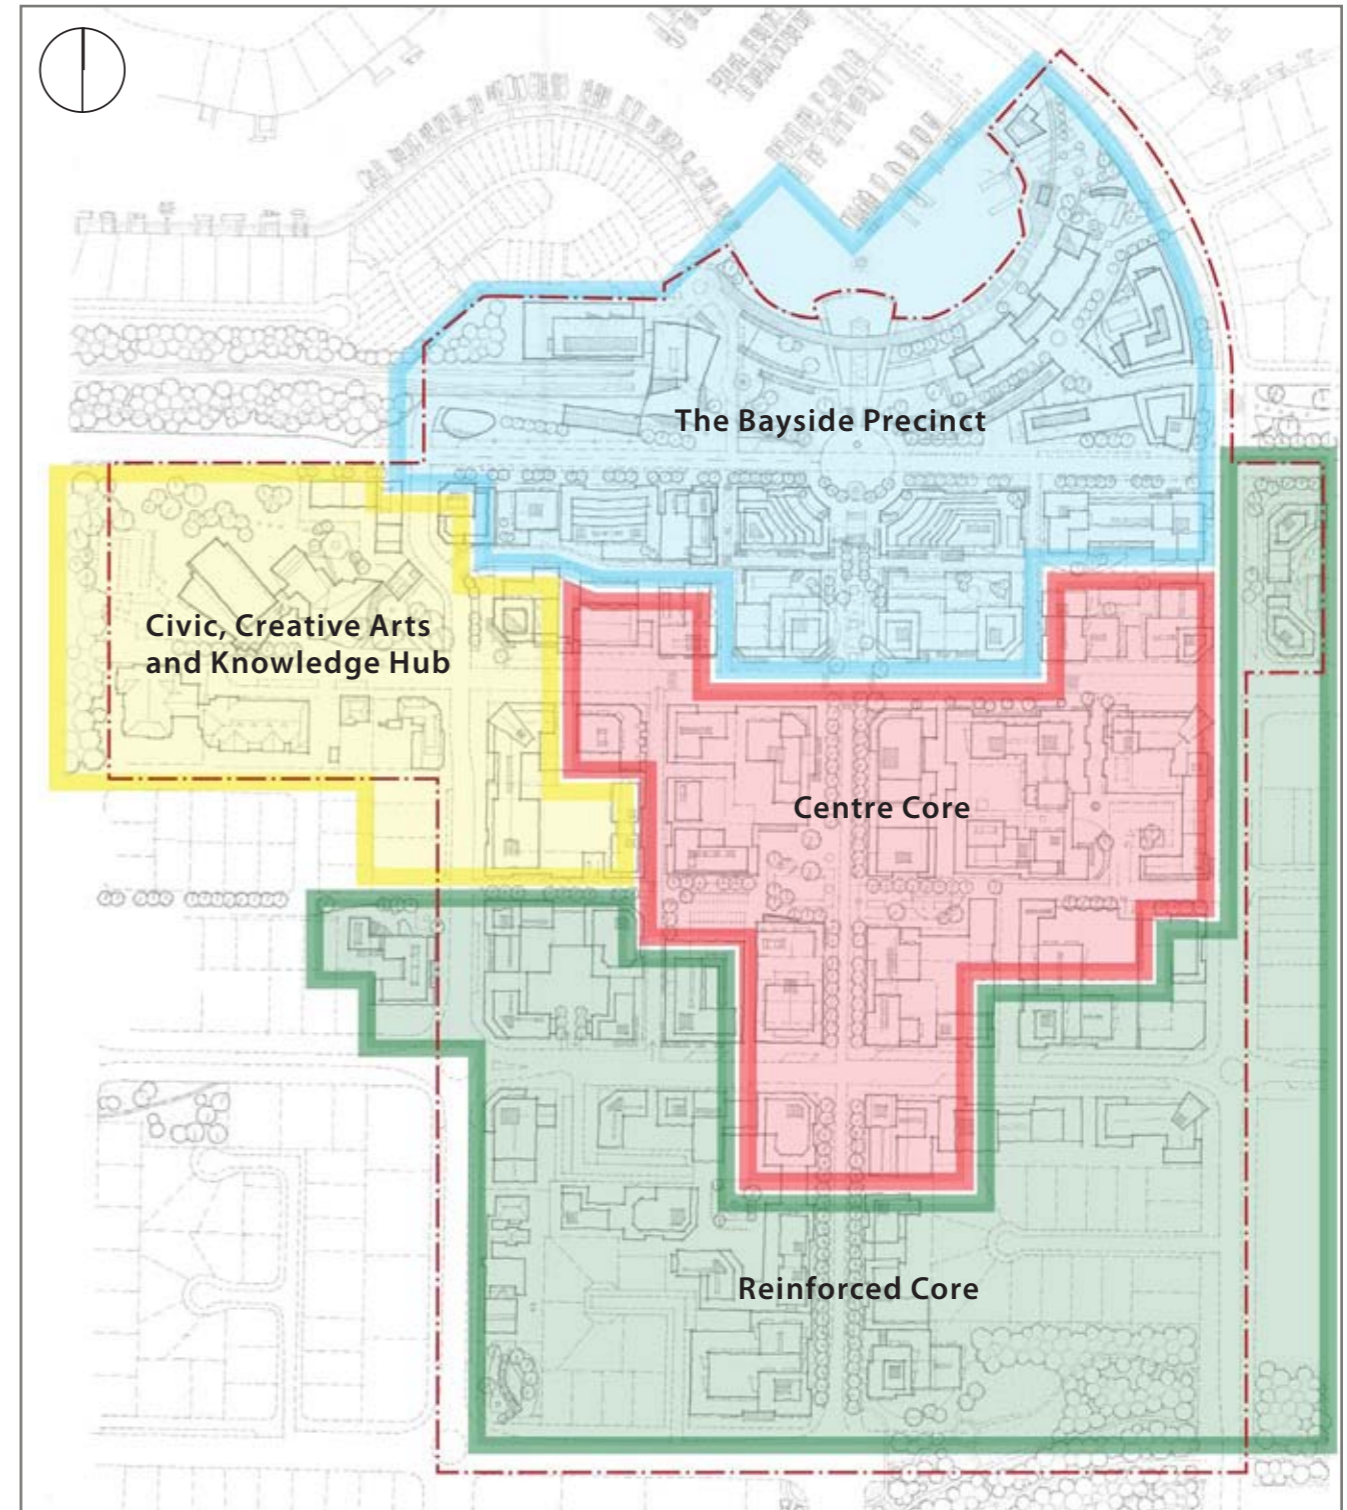 The Bayside Precinct
Civic, Creative Arts
and Knowledge Hub
Centre Core
Reinforced Core